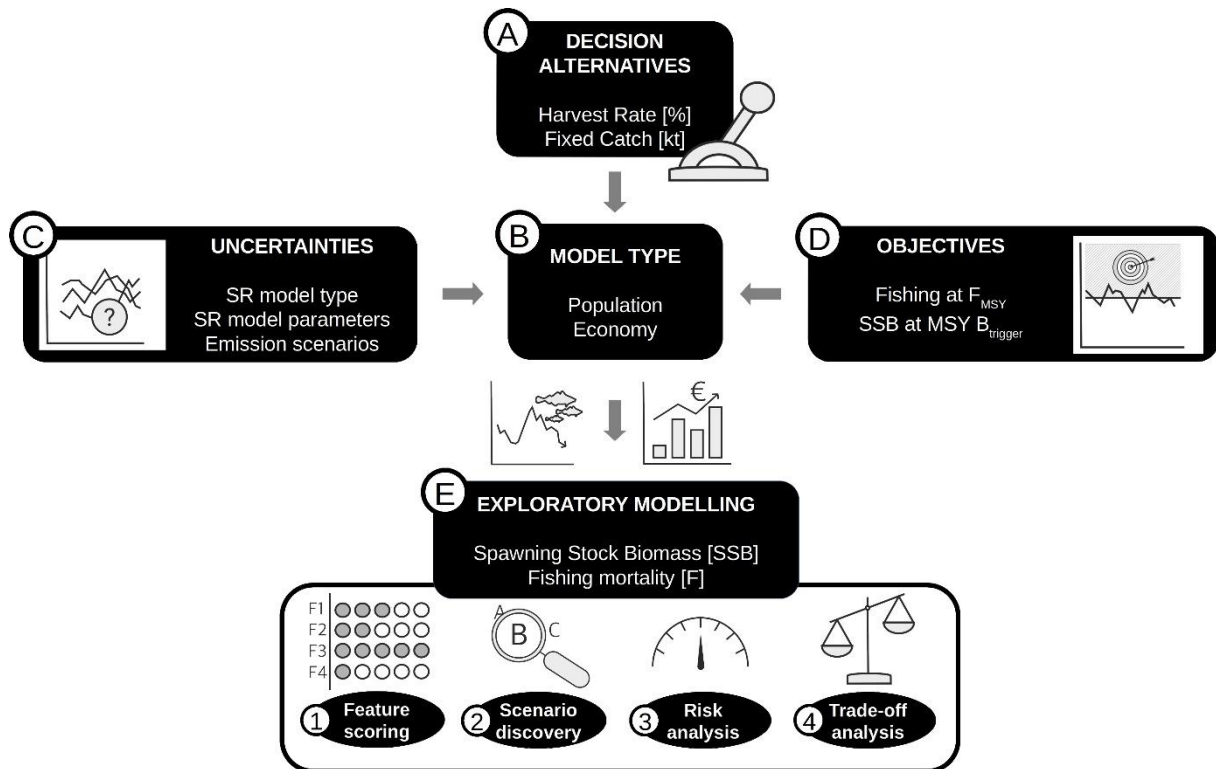 A
DECISION
ALTERNATIVES
Harvest Rate [%]
Fixed Catch [kt]
C
UNCERTAINTIES
?
SR model type
SR model parameters
Emission scenarios
B
MODEL TYPE
Population
Economy
D
OBJECTIVES
Fishing at FMSY
SSB at MSY Btrigger
€
E
EXPLORATORY MODELLING
Spawning Stock Biomass [SSB]
Fishing mortality [F]
F1
F2
F3
F4
A
B
C
1 Feature
scoring
2 Scenario
discovery
3 Risk
analysis
4 Trade-off
analysis